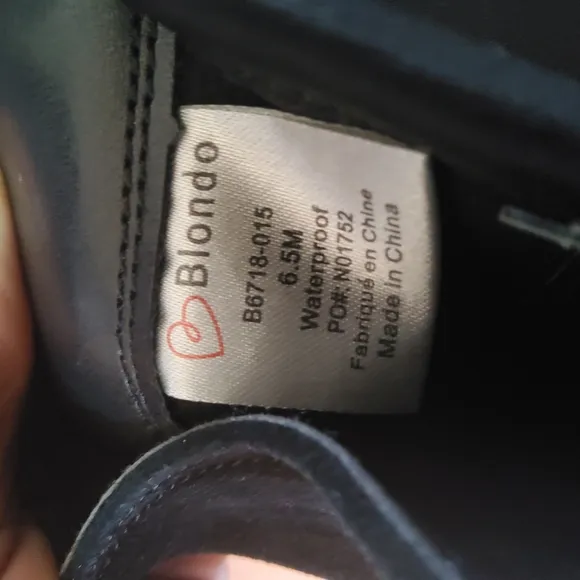 Blondo
B6718-015
6.5M
Waterproof
PO#: N01752
Fabriqué en Chine
Made in China